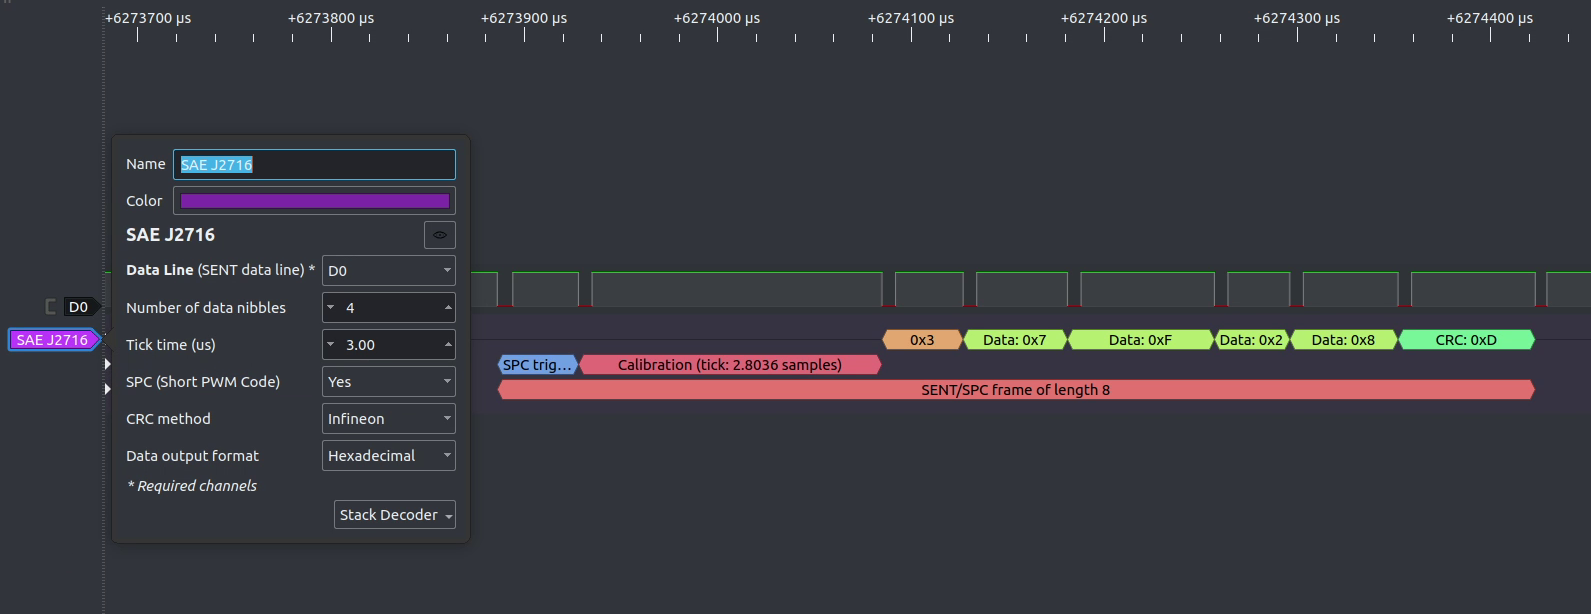 +6273700 µs +6273800 µs +6273900 µs +6274000 µs +6274100 µs +6274200 µs +6274300 µs +6274400 µs
Name SAE J2716
Color
SAE J2716
Data Line (SENT data line) * D0
Number of data nibbles 4
Tick time (us) 3.00
SPC (Short PWM Code) Yes
CRC method Infineon
Data output format Hexadecimal
* Required channels
Stack Decoder
D0
SAE J2716
0x3 Data: 0x7 Data: 0xF Data: 0x2 Data: 0x8 CRC: 0xD
SPC trig... Calibration (tick: 2.8036 samples)
SENT/SPC frame of length 8